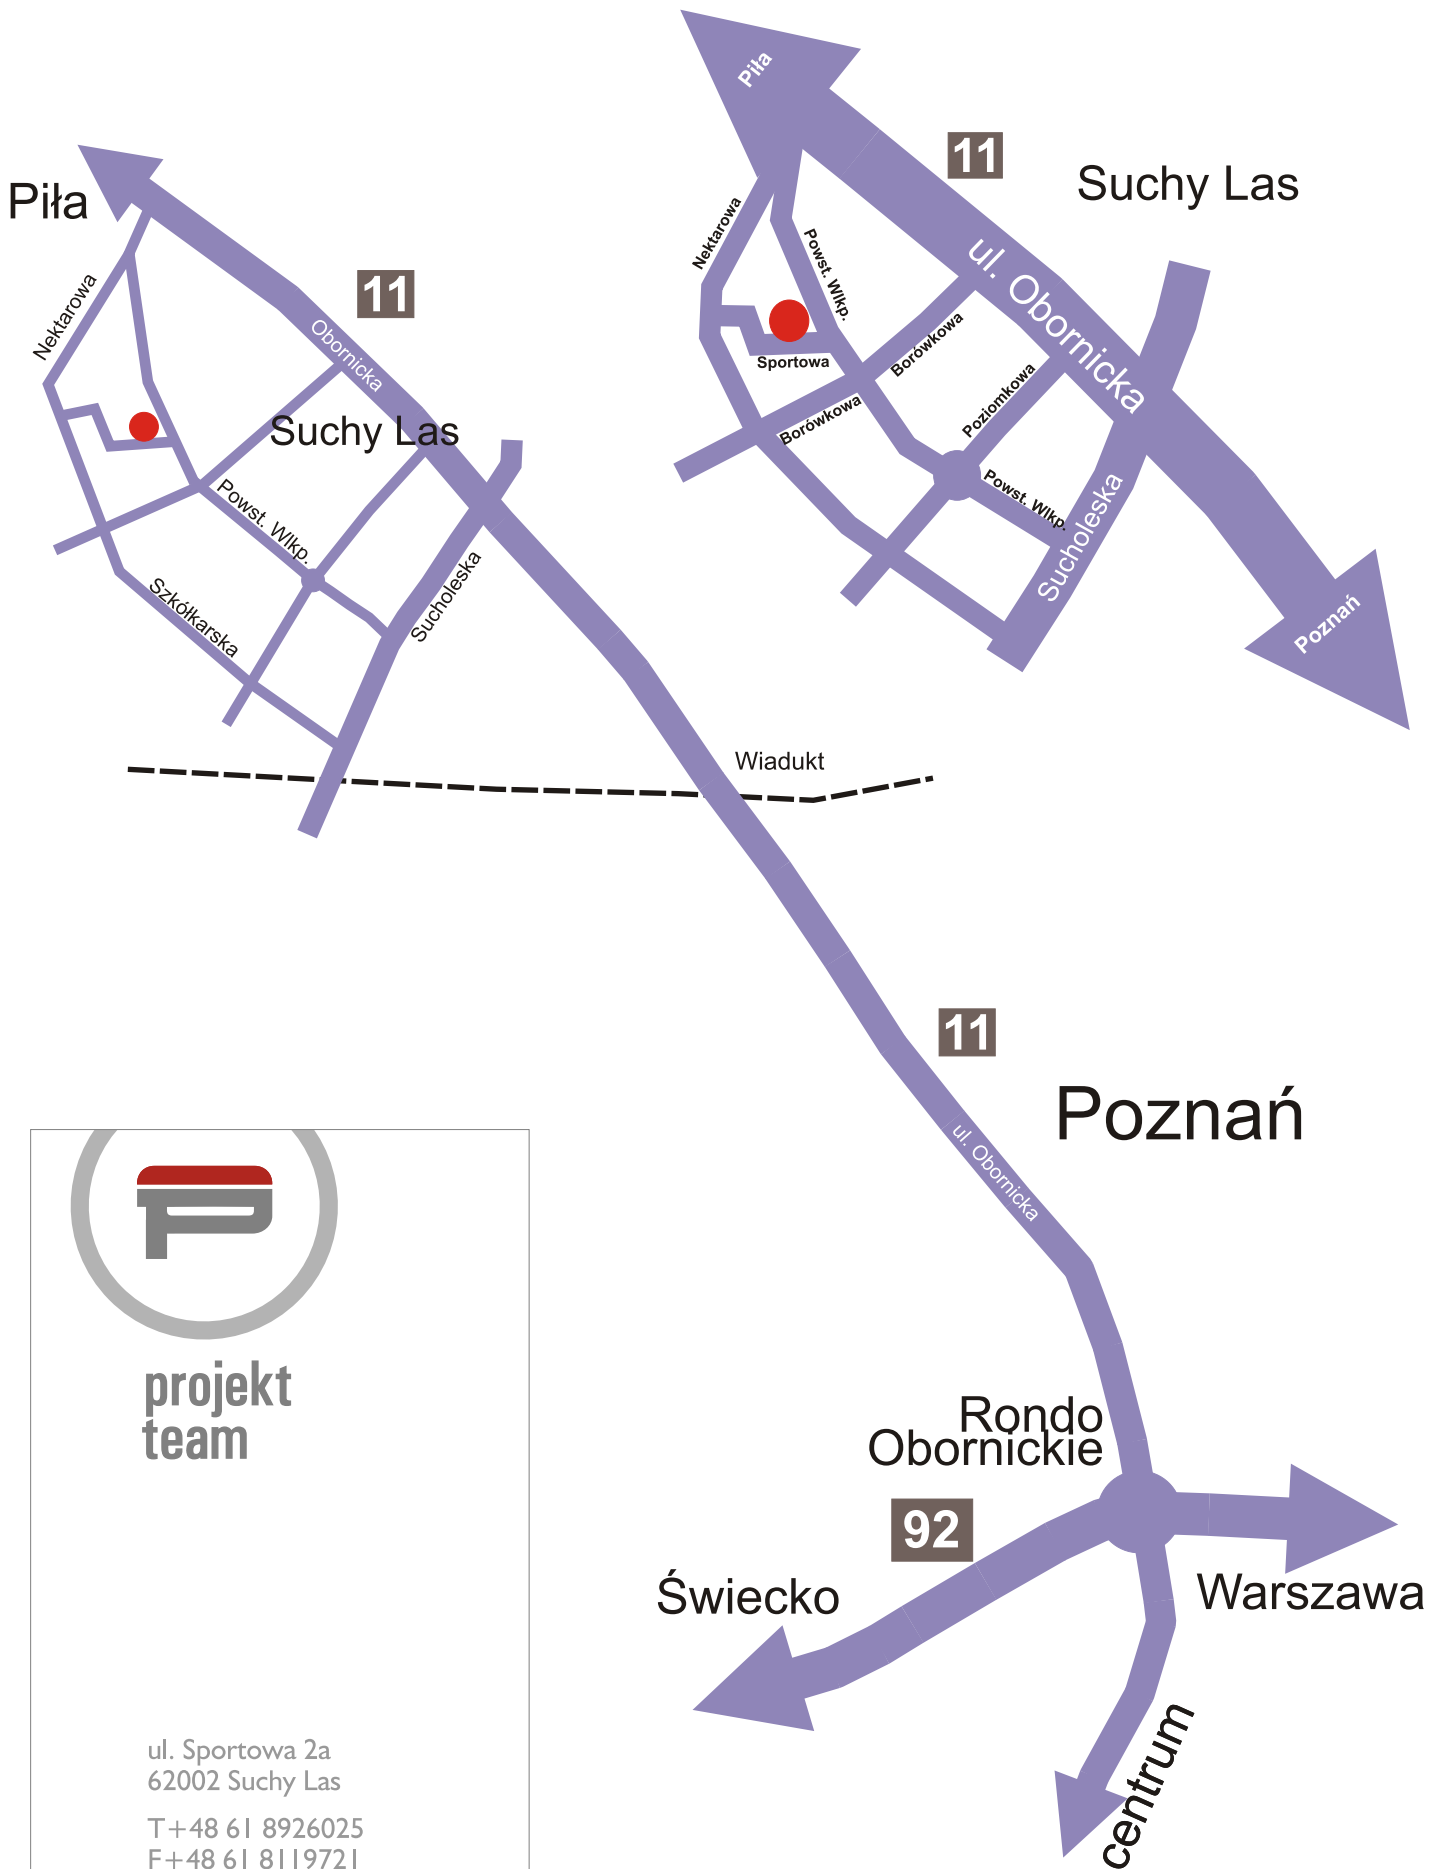 Piła
11
Suchy Las
Nektarowa
Powst. Wlkp.
ul. Obornicka
Sportowa
Borówkowa
Borówkowa
Poziomkowa
Powst. Wlkp.
Sucholeska
Poznań
Piła
11
Nektarowa
Obornicka
Suchy Las
Powst. Wlkp.
Szkółkarska
Sucholeska
Wiadukt
11
Poznań
ul. Obornicka
Rondo
Obornickie
92
Świecko
Warszawa
centrum
projekt
team
ul. Sportowa 2a
62002 Suchy Las
T+48 61 8926025
F+48 61 8119721